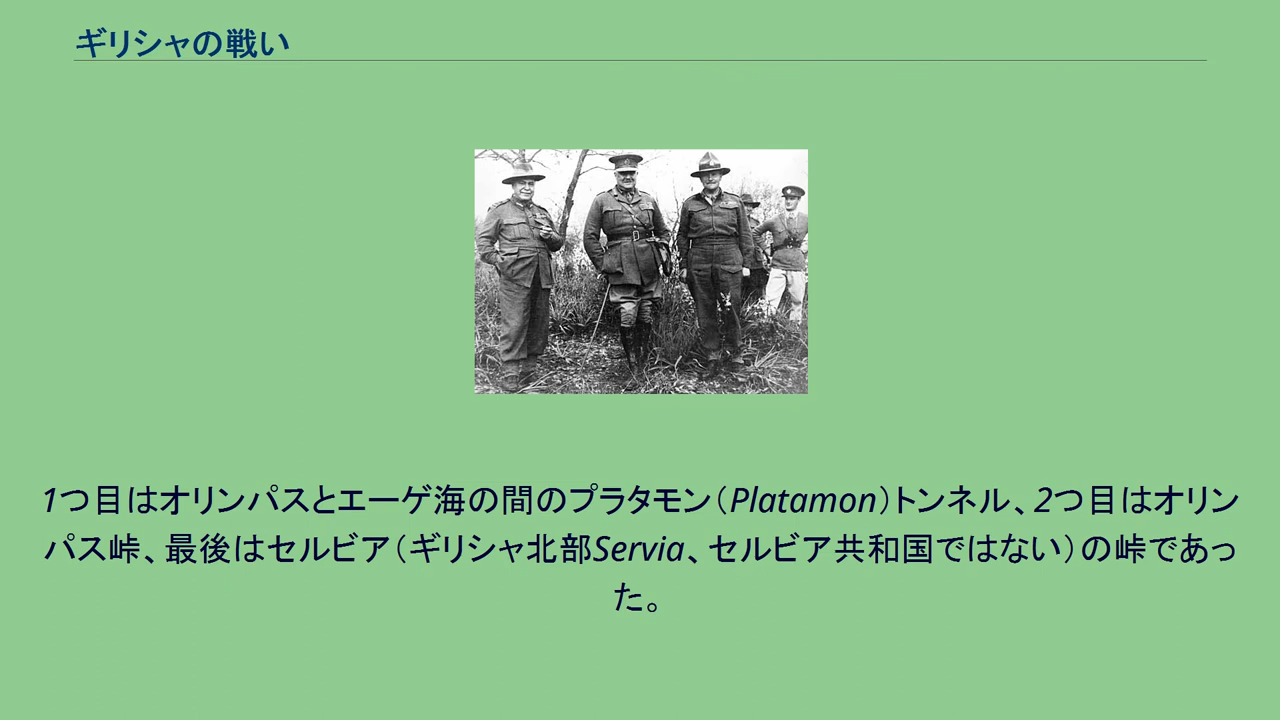 ギリシャの戦い
1つ目はオリンパスとエーゲ海の間のプラタモン（Platamon）トンネル、2つ目はオリン
パス峠、最後はセルビア（ギリシャ北部Servia、セルビア共和国ではない）の峠であっ
た。